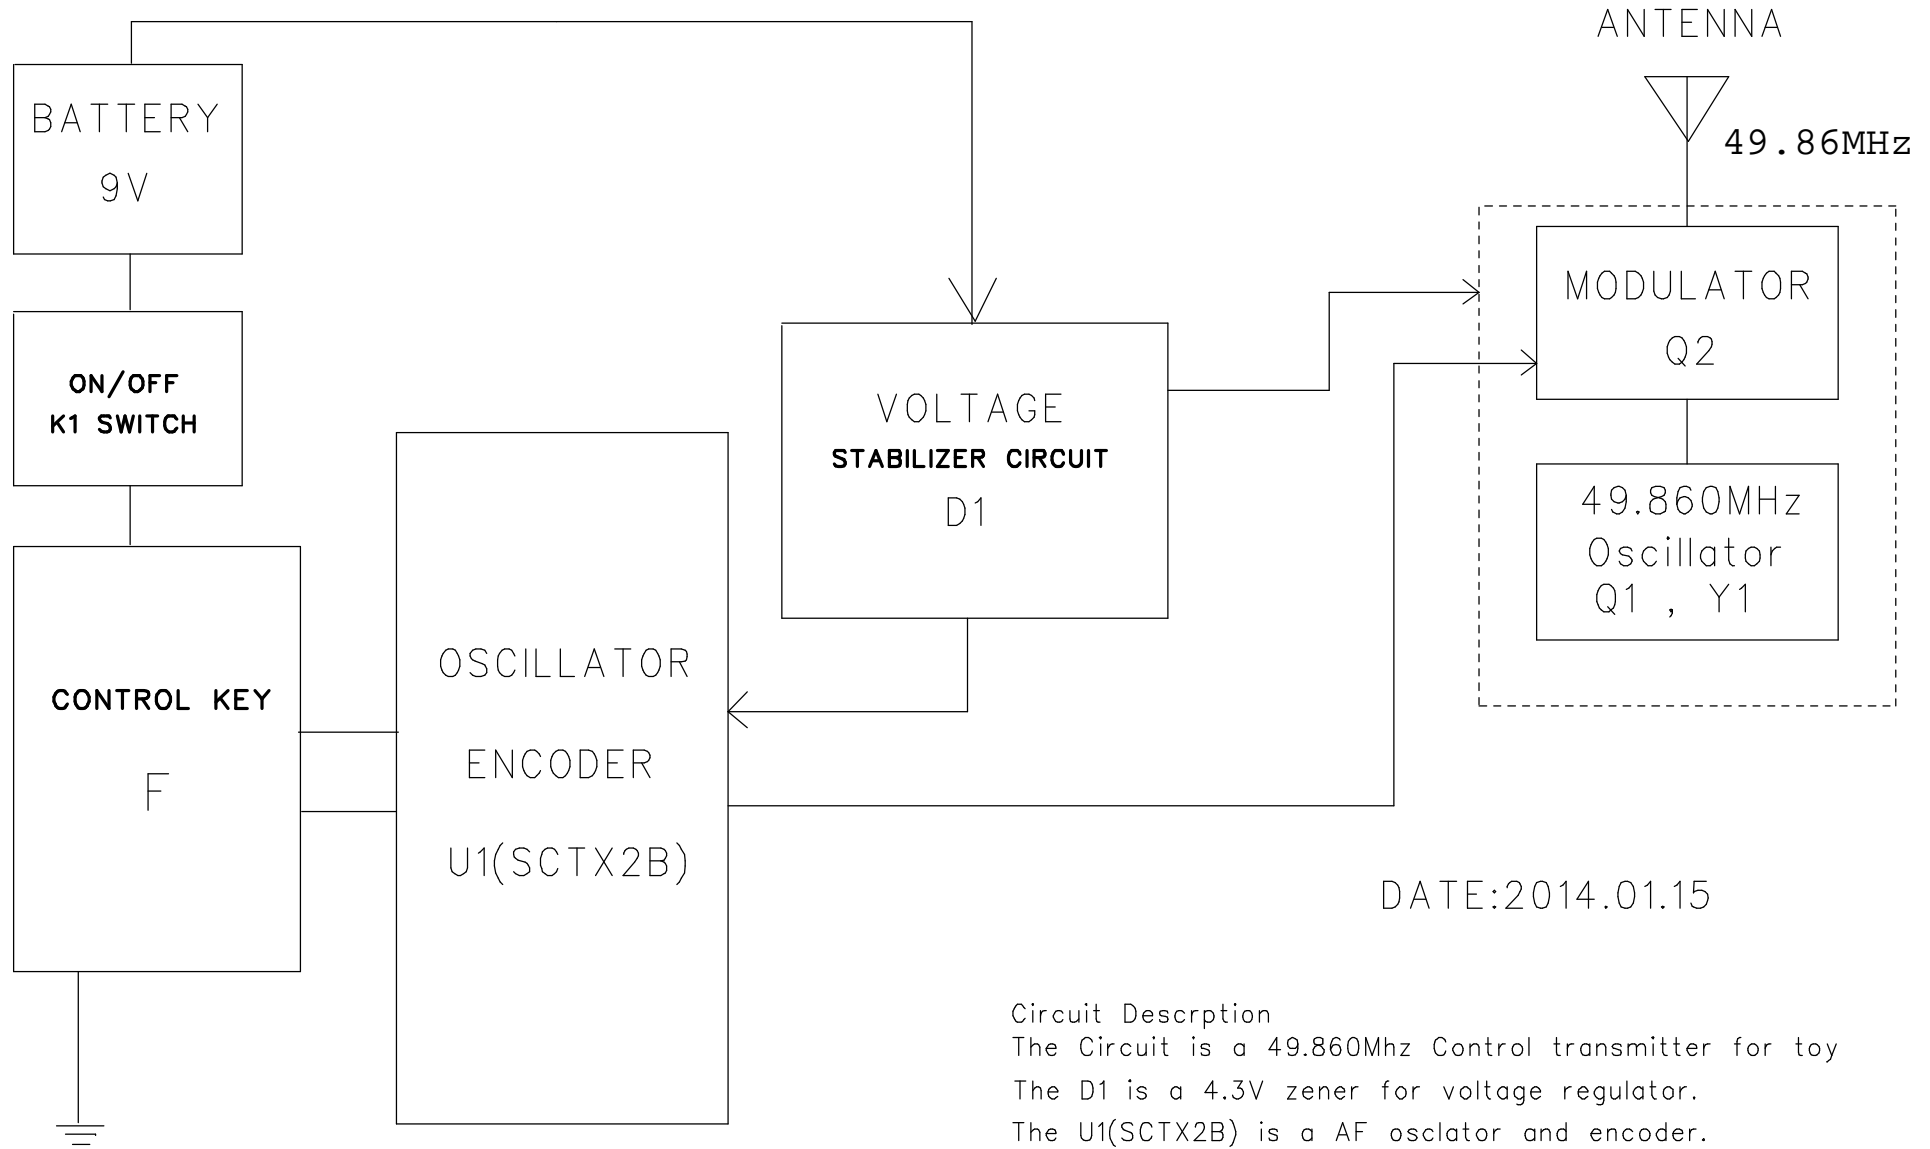 ANTENNA
49.86MHz
BATTERY
9V
ON/OFF
K1 SWITCH
CONTROL KEY
F
OSCILLATOR
ENCODER
U1(SCTX2B)
VOLTAGE
STABILIZER CIRCUIT
D1
MODULATOR
Q2
49.860MHz
Oscillator
Q1 , Y1
DATE:2014.01.15
Circuit Descrption
The Circuit is a 49.860Mhz Control transmitter for toy
The D1 is a 4.3V zener for voltage regulator.
The U1(SCTX2B) is a AF osclator and encoder.